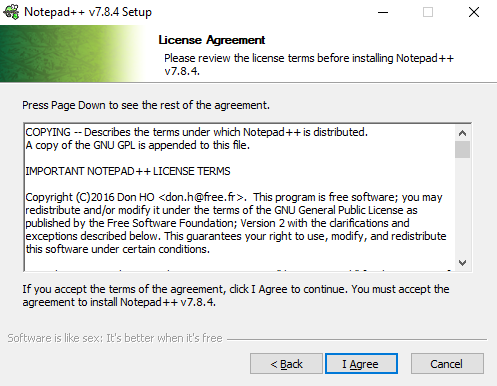 Notepad++ v7.8.4 Setup
License Agreement
Please review the license terms before installing Notepad++
v7.8.4.
Press Page Down to see the rest of the agreement.
COPYING -- Describes the terms under which Notepad++ is distributed.
A copy of the GNU GPL is appended to this file.
IMPORTANT NOTEPAD++ LICENSE TERMS
Copyright (C)2016 Don HO <don.h@free.fr>. This program is free software; you may
redistribute and/or modify it under the terms of the GNU General Public License as
published by the Free Software Foundation; Version 2 with the clarifications and
exceptions described below. This guarantees your right to use, modify, and redistribute
this software under certain conditions.
If you accept the terms of the agreement, click I Agree to continue. You must accept the
agreement to install Notepad++ v7.8.4.
Software is like sex: It's better when it's free
< Back
I Agree
Cancel